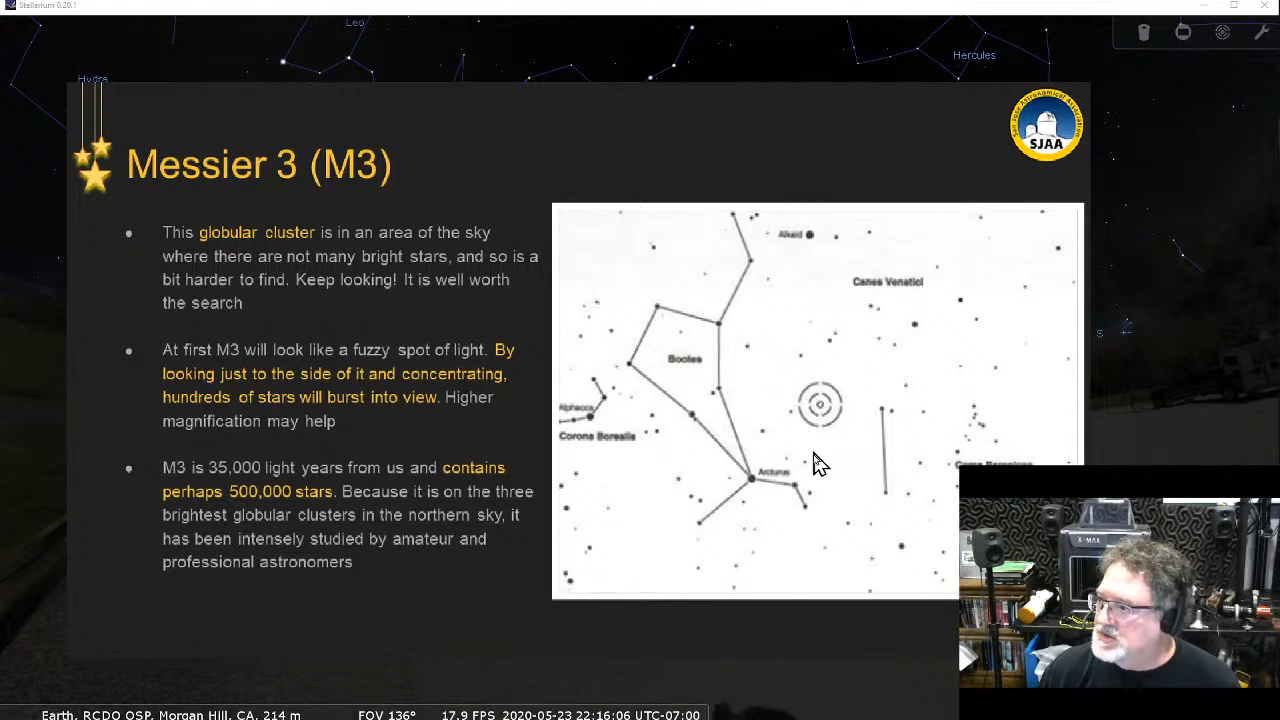 Stellarium 0.20.1
Leo
Hercules
Hydra
San Jose Astronomical Association
SJAA
Messier 3 (M3)
This globular cluster is in an area of the sky
where there are not many bright stars, and so is a
bit harder to find. Keep looking! It is well worth
the search
At first M3 will look like a fuzzy spot of light. By
looking just to the side of it and concentrating,
hundreds of stars will burst into view. Higher
magnification may help
M3 is 35,000 light years from us and contains
perhaps 500,000 stars. Because it is on the three
brightest globular clusters in the northern sky, it
has been intensely studied by amateur and
professional astronomers
Alkaid
Canes Venatici
Bootes
Alphecca
Corona Borealis
Arcturus
S
X-MAX
Earth, RCDO OSP, Morgan Hill, CA, 214 m
FOV 136°
17.9 FPS
2020-05-23 22:16:06 UTC-07:00